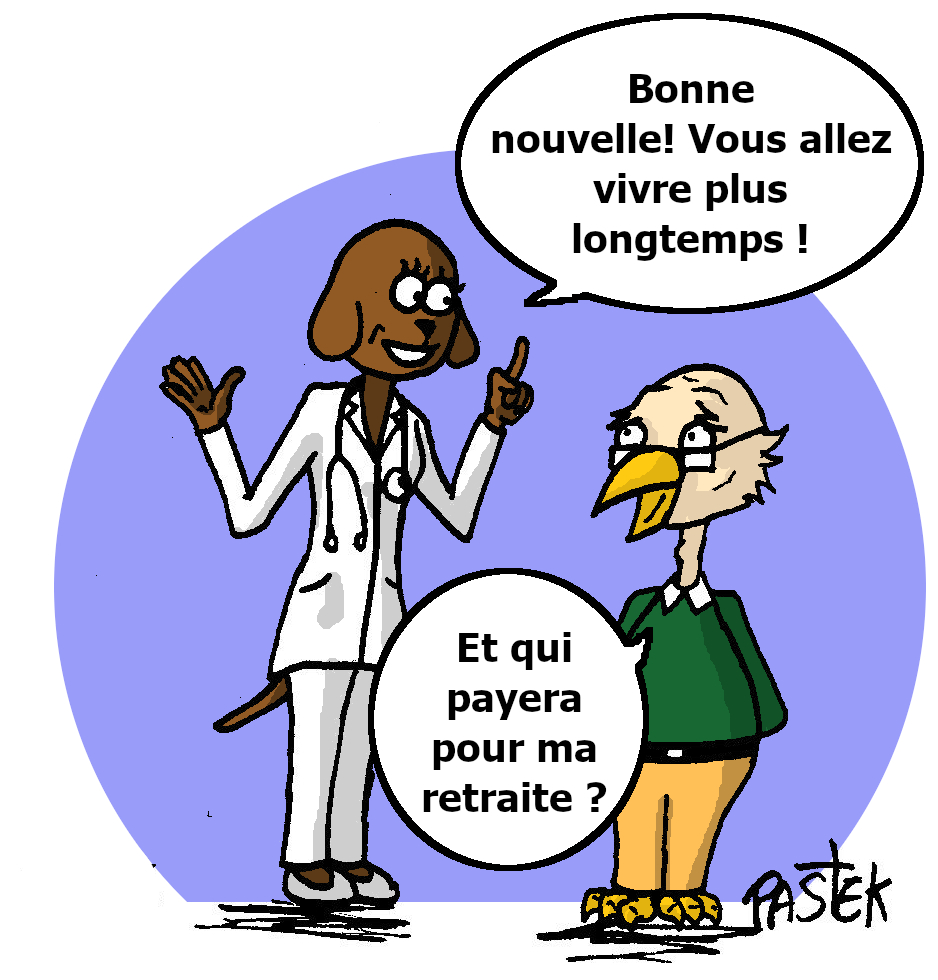 Bonne
nouvelle! Vous allez
vivre plus
longtemps !
Et qui
payera
pour ma
retraite ?
PASTEK